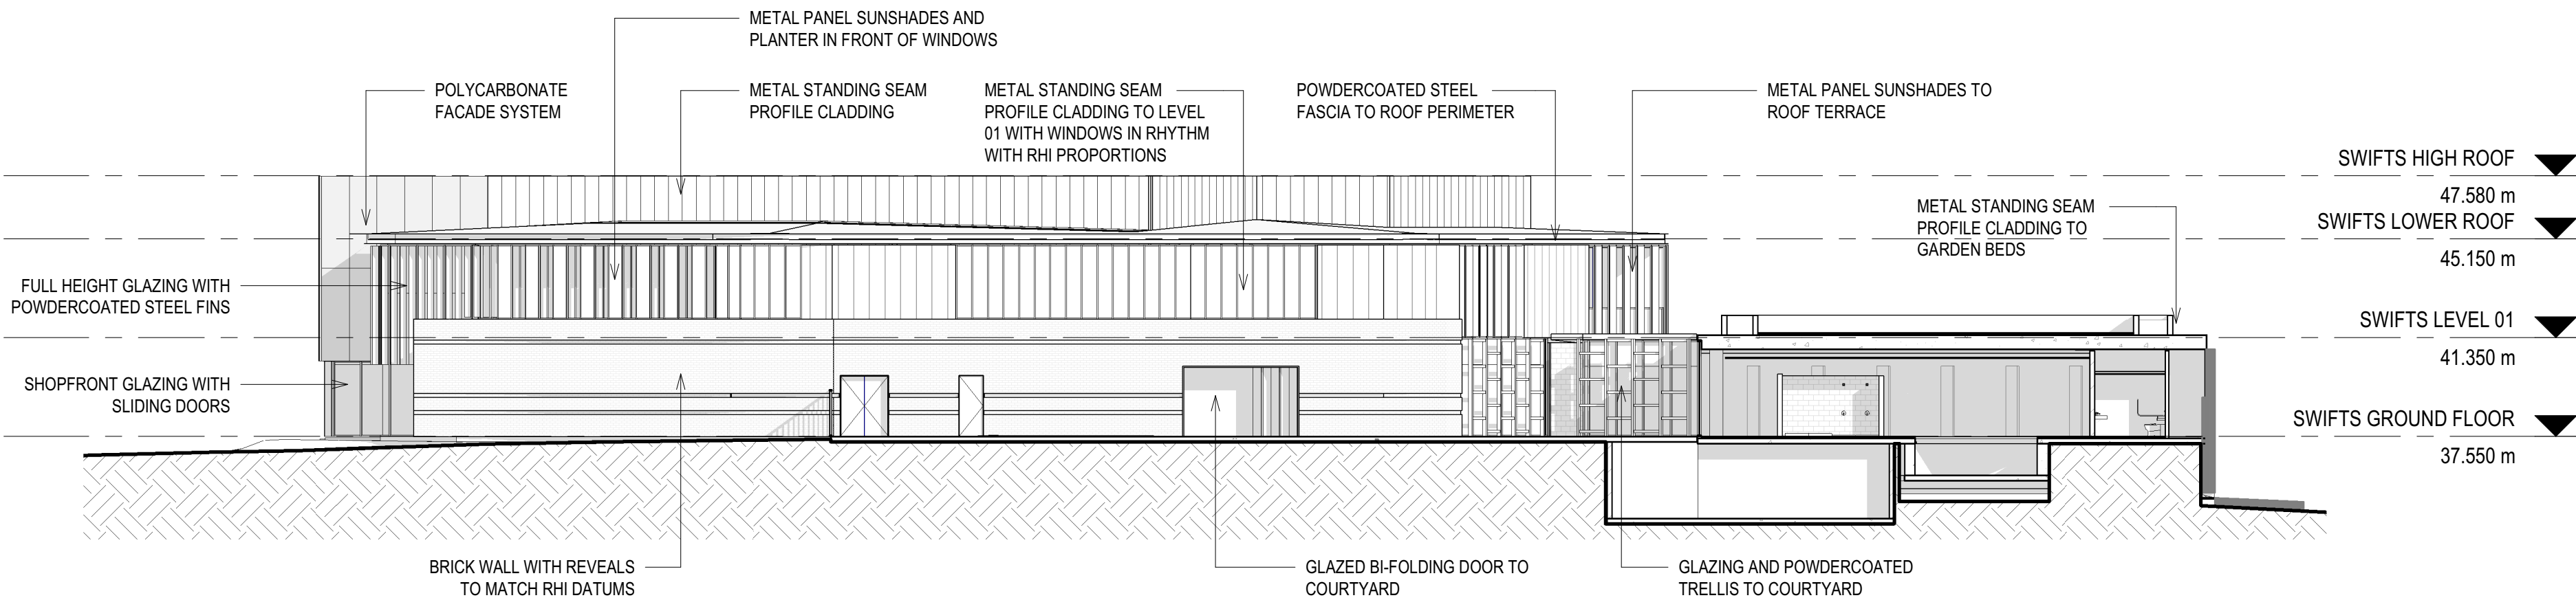 METAL PANEL SUNSHADES AND
PLANTER IN FRONT OF WINDOWS
POLYCARBONATE
FACADE SYSTEM
METAL STANDING SEAM
PROFILE CLADDING
METAL STANDING SEAM
PROFILE CLADDING TO LEVEL
01 WITH WINDOWS IN RHYTHM
WITH RHI PROPORTIONS
POWDERCOATED STEEL
FASCIA TO ROOF PERIMETER
METAL PANEL SUNSHADES TO
ROOF TERRACE
SWIFTS HIGH ROOF
47.580 m
METAL STANDING SEAM
PROFILE CLADDING TO
GARDEN BEDS
SWIFTS LOWER ROOF
45.150 m
FULL HEIGHT GLAZING WITH
POWDERCOATED STEEL FINS
SWIFTS LEVEL 01
41.350 m
SHOPFRONT GLAZING WITH
SLIDING DOORS
SWIFTS GROUND FLOOR
37.550 m
BRICK WALL WITH REVEALS
TO MATCH RHI DATUMS
GLAZED BI-FOLDING DOOR TO
COURTYARD
GLAZING AND POWDERCOATED
TRELLIS TO COURTYARD